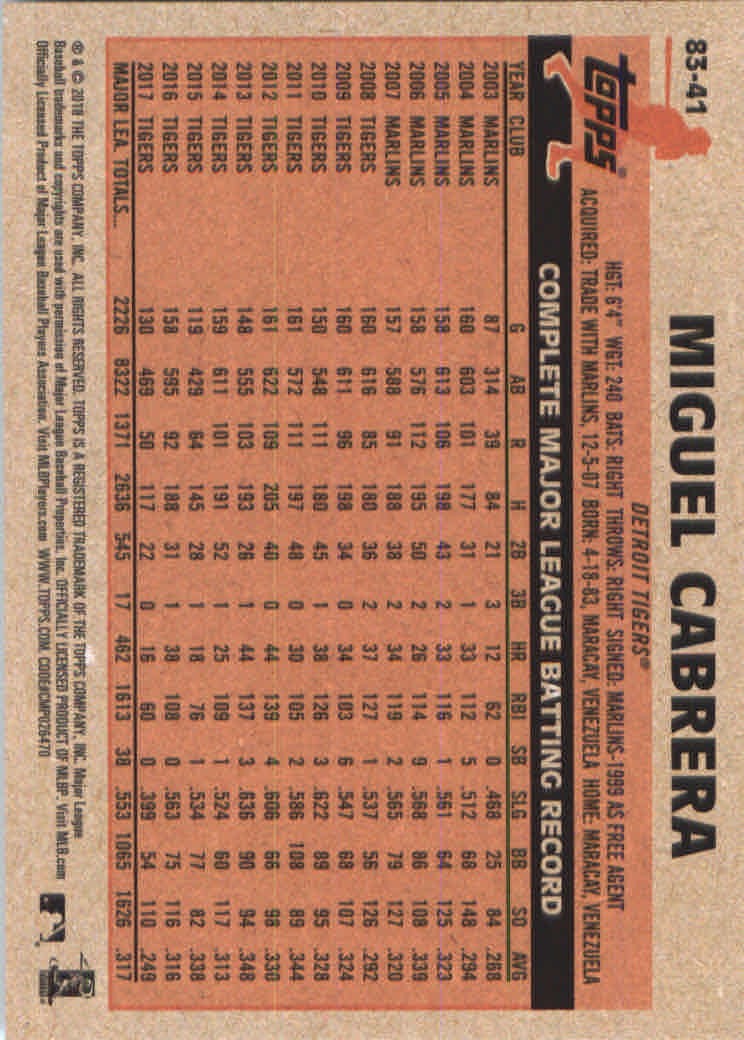 83-41
MIGUEL CABRERA
DETROIT TIGERS®
topps®
HGT: 6'4" WGT: 240 BATS: RIGHT THROWS: RIGHT SIGNED: MARLINS-1999 AS FREE AGENT
ACQUIRED: TRADE WITH MARLINS, 12-5-07 BORN: 4-18-83, MARACAY, VENEZUELA HOME: MARACAY, VENEZUELA
COMPLETE MAJOR LEAGUE BATTING RECORD
YEAR CLUB G AB R H 2B 3B HR RBI SB SLG BB SO AVG
2003 MARLINS 87 314 39 84 21 3 12 62 0 .468 25 84 .268
2004 MARLINS 160 603 101 177 31 1 33 112 5 .512 68 148 .294
2005 MARLINS 158 613 106 198 43 2 33 116 1 .561 64 125 .323
2006 MARLINS 158 576 112 195 50 2 26 114 9 .568 86 108 .339
2007 MARLINS 157 588 91 188 38 2 34 119 2 .565 79 127 .320
2008 TIGERS 160 616 85 180 36 2 37 127 1 .537 56 126 .292
2009 TIGERS 160 611 96 198 34 0 34 103 6 .547 68 107 .324
2010 TIGERS 150 548 111 180 45 1 38 126 3 .622 89 95 .328
2011 TIGERS 161 572 111 197 48 0 30 105 2 .586 108 89 .344
2012 TIGERS 161 622 109 205 40 0 44 139 4 .606 66 98 .330
2013 TIGERS 148 555 103 193 26 1 44 137 3 .636 90 94 .348
2014 TIGERS 159 611 101 191 52 1 25 109 1 .524 60 117 .313
2015 TIGERS 119 429 64 145 28 1 18 76 1 .534 77 82 .338
2016 TIGERS 158 595 92 188 31 1 38 108 0 .563 75 116 .316
2017 TIGERS 130 469 50 117 22 0 16 60 0 .399 54 110 .249
MAJOR LEA. TOTALS... 2226 8322 1371 2636 545 17 462 1613 38 .553 1065 1626 .317
® & © 2018 THE TOPPS COMPANY, INC. ALL RIGHTS RESERVED. TOPPS IS A REGISTERED TRADEMARK OF THE TOPPS COMPANY, INC. Major League
Baseball trademarks and copyrights are used with permission of Major League Baseball Properties, Inc. OFFICIALLY LICENSED PRODUCT OF MLBP. Visit MLB.com
Officially Licensed Product of Major League Baseball Players Association. Visit MLBPlayers.com WWW.TOPPS.COM. CODE#CMP026470